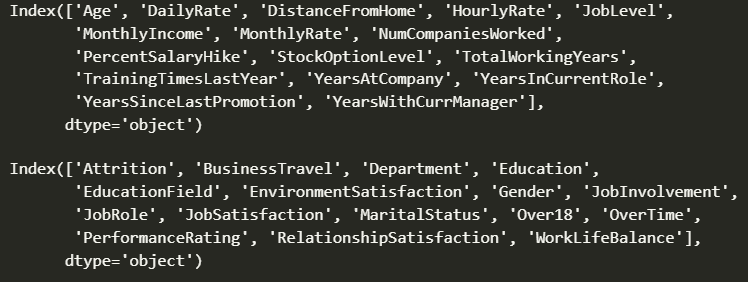 Index(['Age', 'DailyRate', 'DistanceFromHome', 'HourlyRate', 'JobLevel',
'MonthlyIncome', 'MonthlyRate', 'NumCompaniesWorked',
'PercentSalaryHike', 'StockOptionLevel', 'TotalWorkingYears',
'TrainingTimesLastYear', 'YearsAtCompany', 'YearsInCurrentRole',
'YearsSinceLastPromotion', 'YearsWithCurrManager'],
dtype='object')
Index(['Attrition', 'BusinessTravel', 'Department', 'Education',
'EducationField', 'EnvironmentSatisfaction', 'Gender', 'JobInvolvement',
'JobRole', 'JobSatisfaction', 'MaritalStatus', 'Over18', 'OverTime',
'PerformanceRating', 'RelationshipSatisfaction', 'WorkLifeBalance'],
dtype='object')